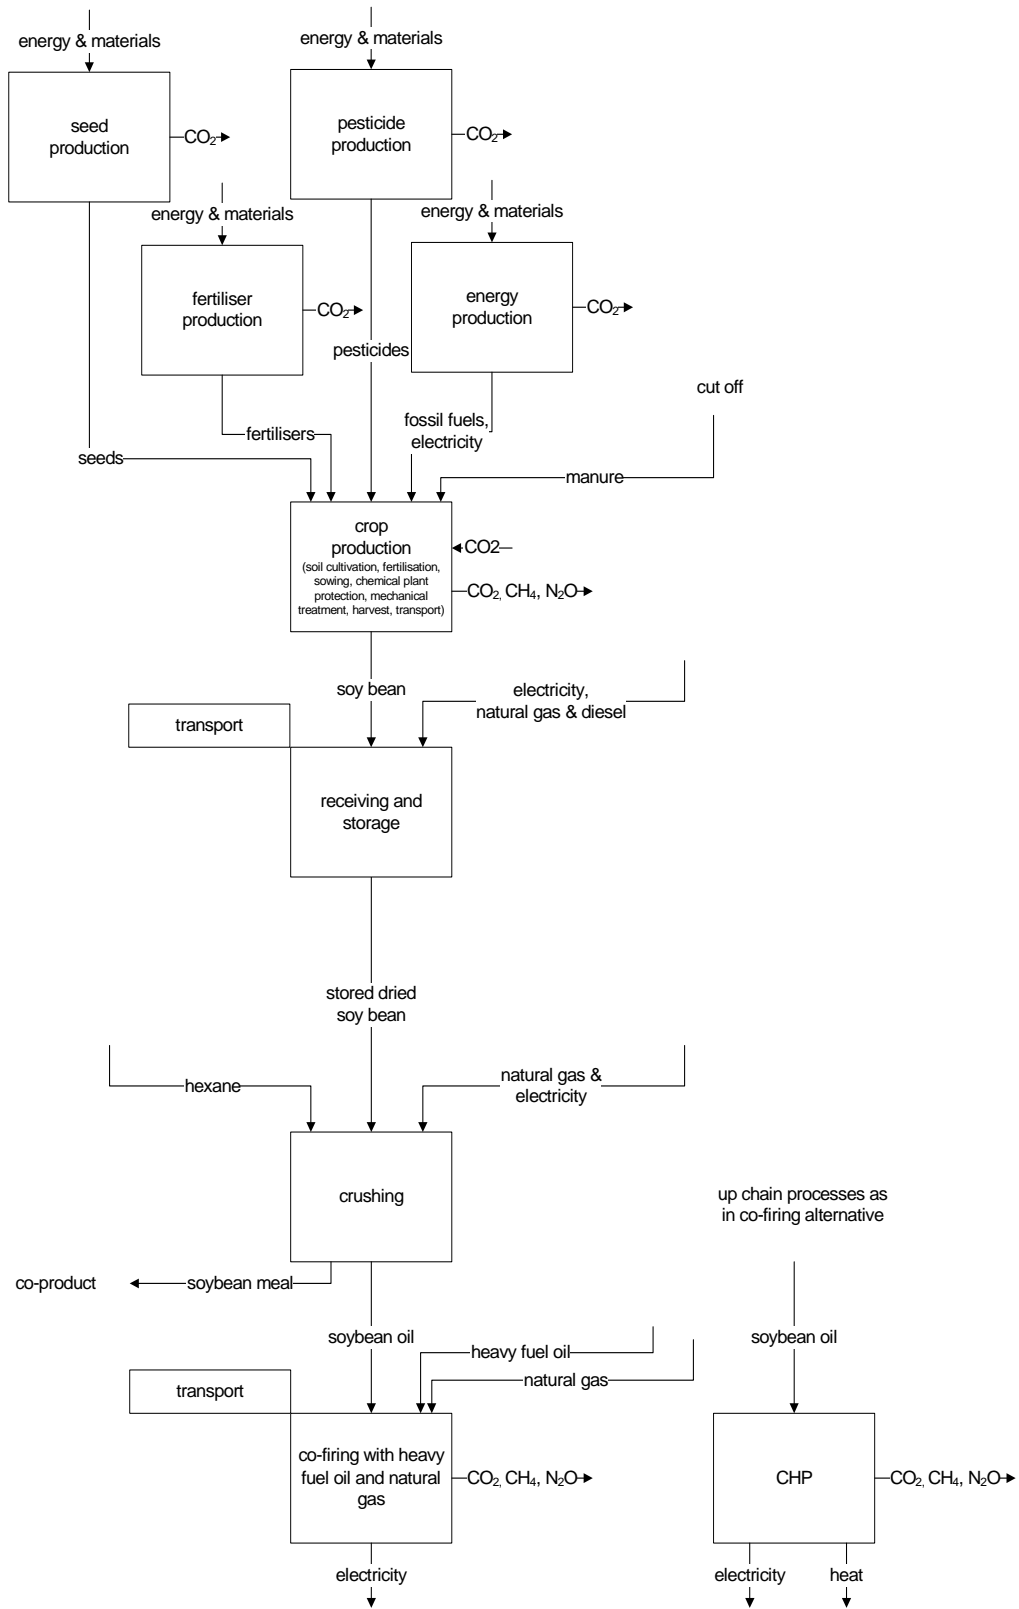 energy & materials
energy & materials
seed
production
CO2
pesticide
production
CO2
energy & materials
energy & materials
fertiliser
production
CO2
energy
production
CO2
pesticides
cut off
fossil fuels,
electricity
fertilisers
seeds
manure
crop
production
(soil cultivation, fertilisation,
sowing, chemical plant
protection, mechanical
treatment, harvest, transport)
CO2
CO2, CH4, N2O
soy bean
electricity,
natural gas & diesel
transport
receiving and
storage
stored dried
soy bean
hexane
natural gas &
electricity
crushing
up chain processes as
in co-firing alternative
co-product
soybean meal
soybean oil
soybean oil
heavy fuel oil
natural gas
transport
co-firing with heavy
fuel oil and natural
gas
CO2, CH4, N2O
CHP
CO2, CH4, N2O
electricity
electricity
heat